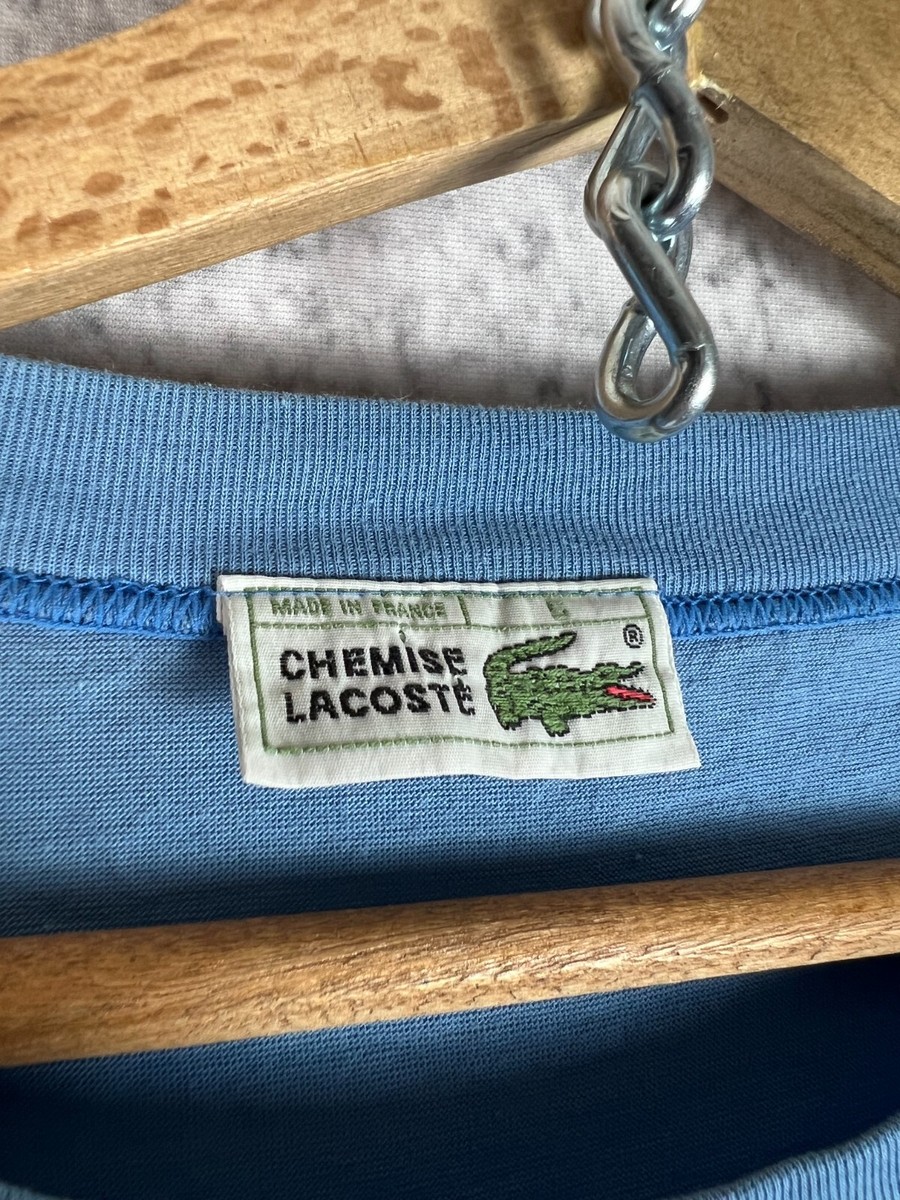 MADE IN FRANCE
CHEMISE
LACOSTE
®